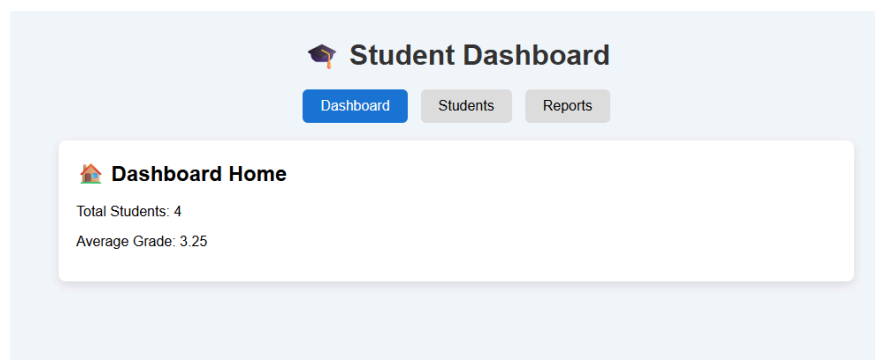 Student Dashboard
Dashboard Students Reports
Dashboard Home
Total Students: 4
Average Grade: 3.25